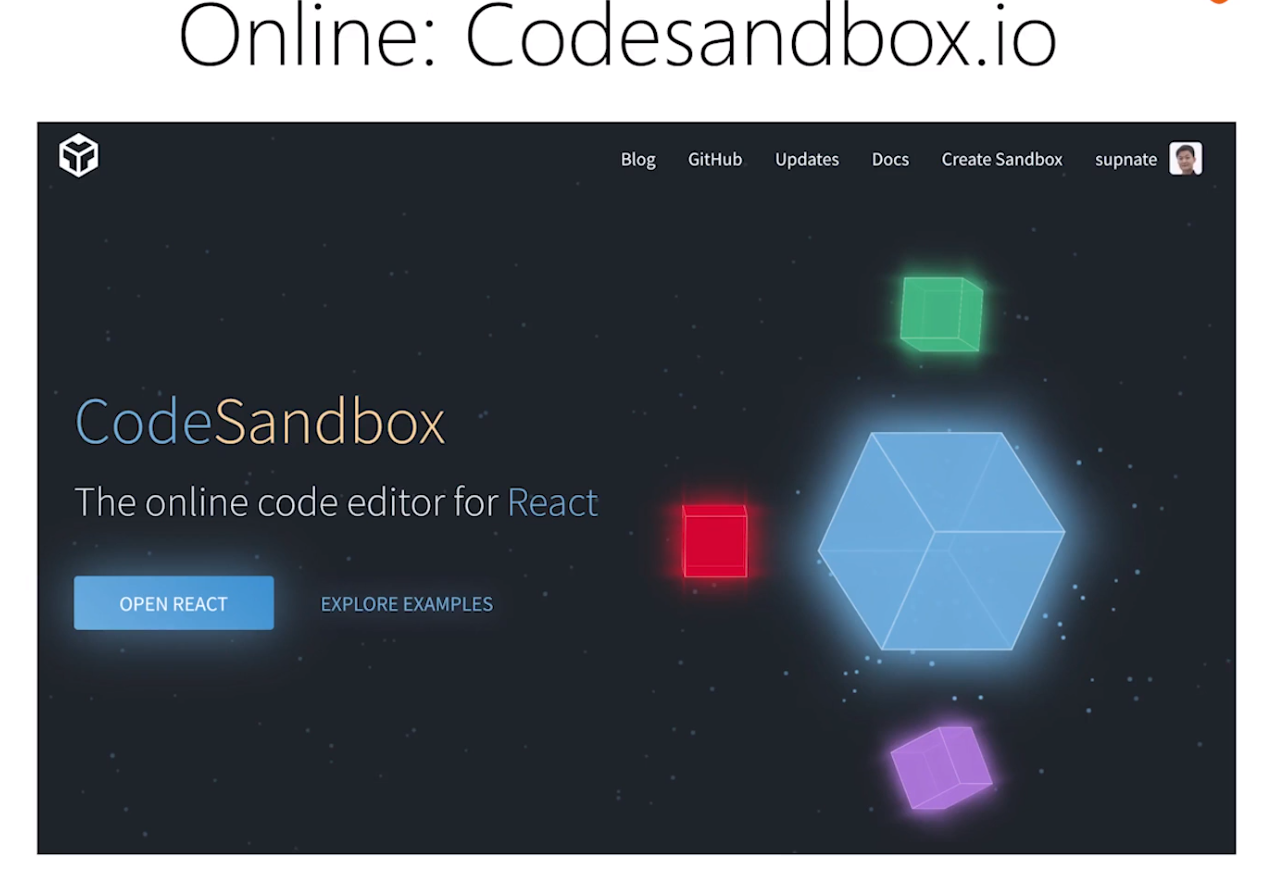 Online: Codesandbox.io
Blog GitHub Updates Docs Create Sandbox supnate
CodeSandbox
The online code editor for React
OPEN REACT EXPLORE EXAMPLES